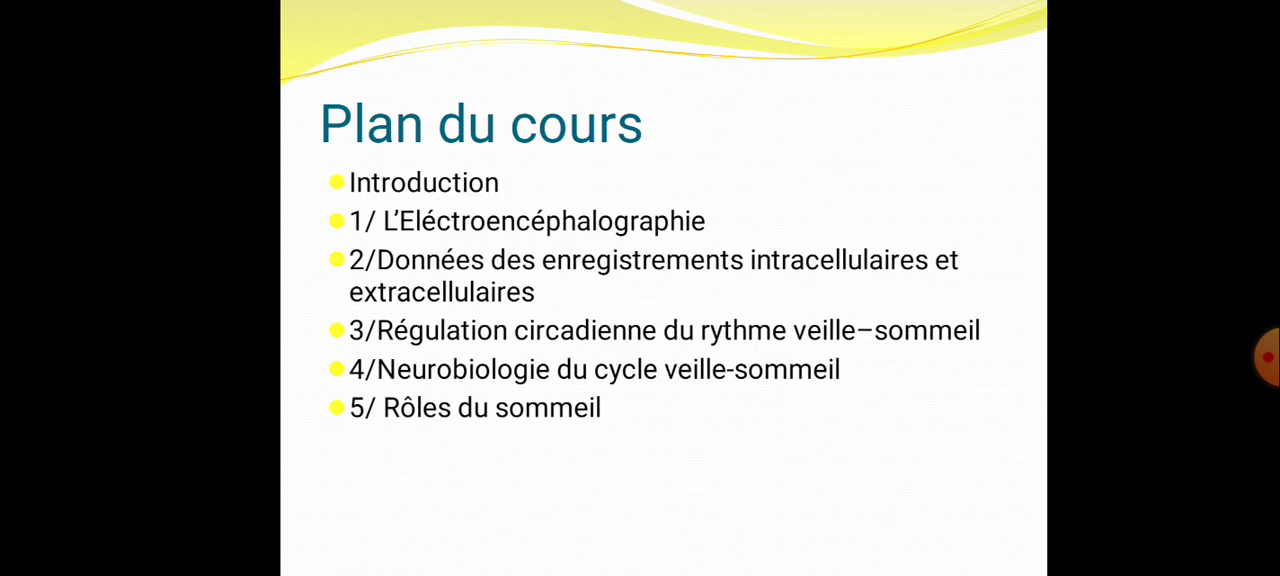 Plan du cours
Introduction
1/ L’Eléctroencéphalographie
2/Données des enregistrements intracellulaires et
extracellulaires
3/Régulation circadienne du rythme veille–sommeil
4/Neurobiologie du cycle veille-sommeil
5/ Rôles du sommeil